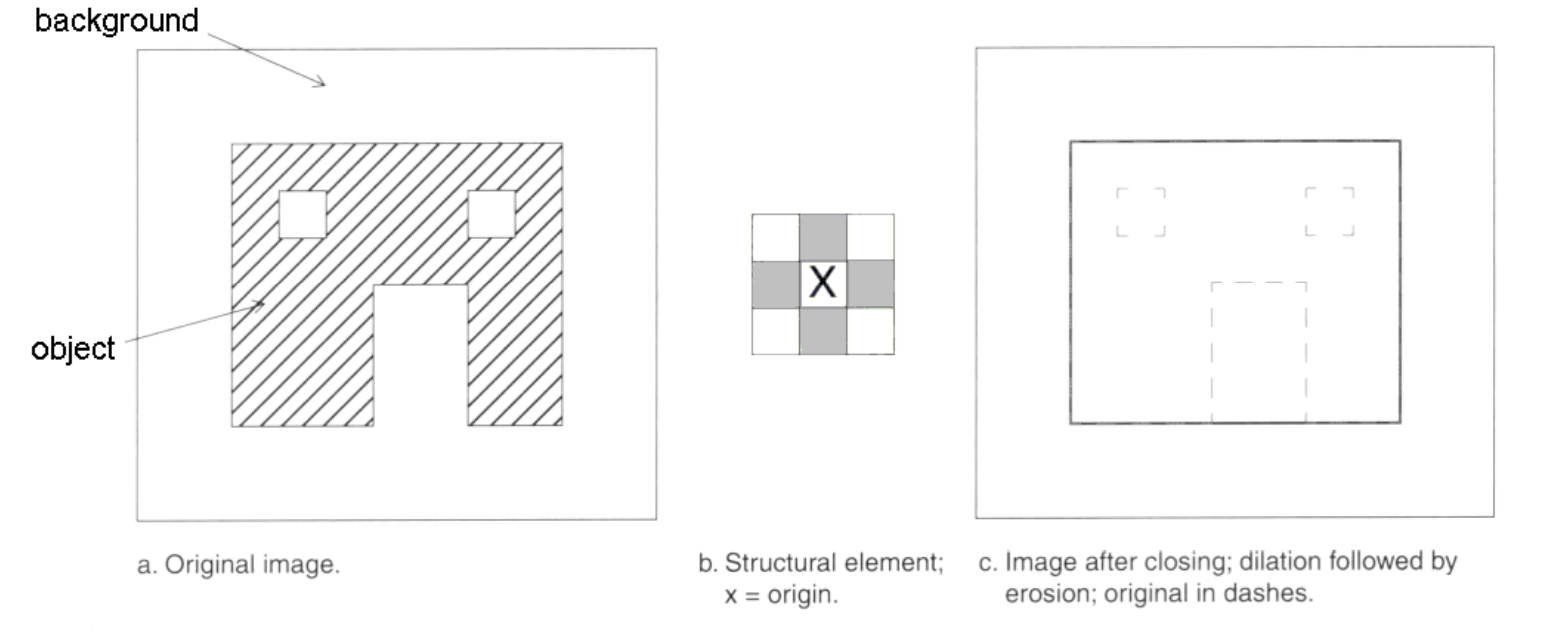 background
object
X
a. Original image.
b. Structural element;
x = origin.
c. Image after closing; dilation followed by
erosion; original in dashes.